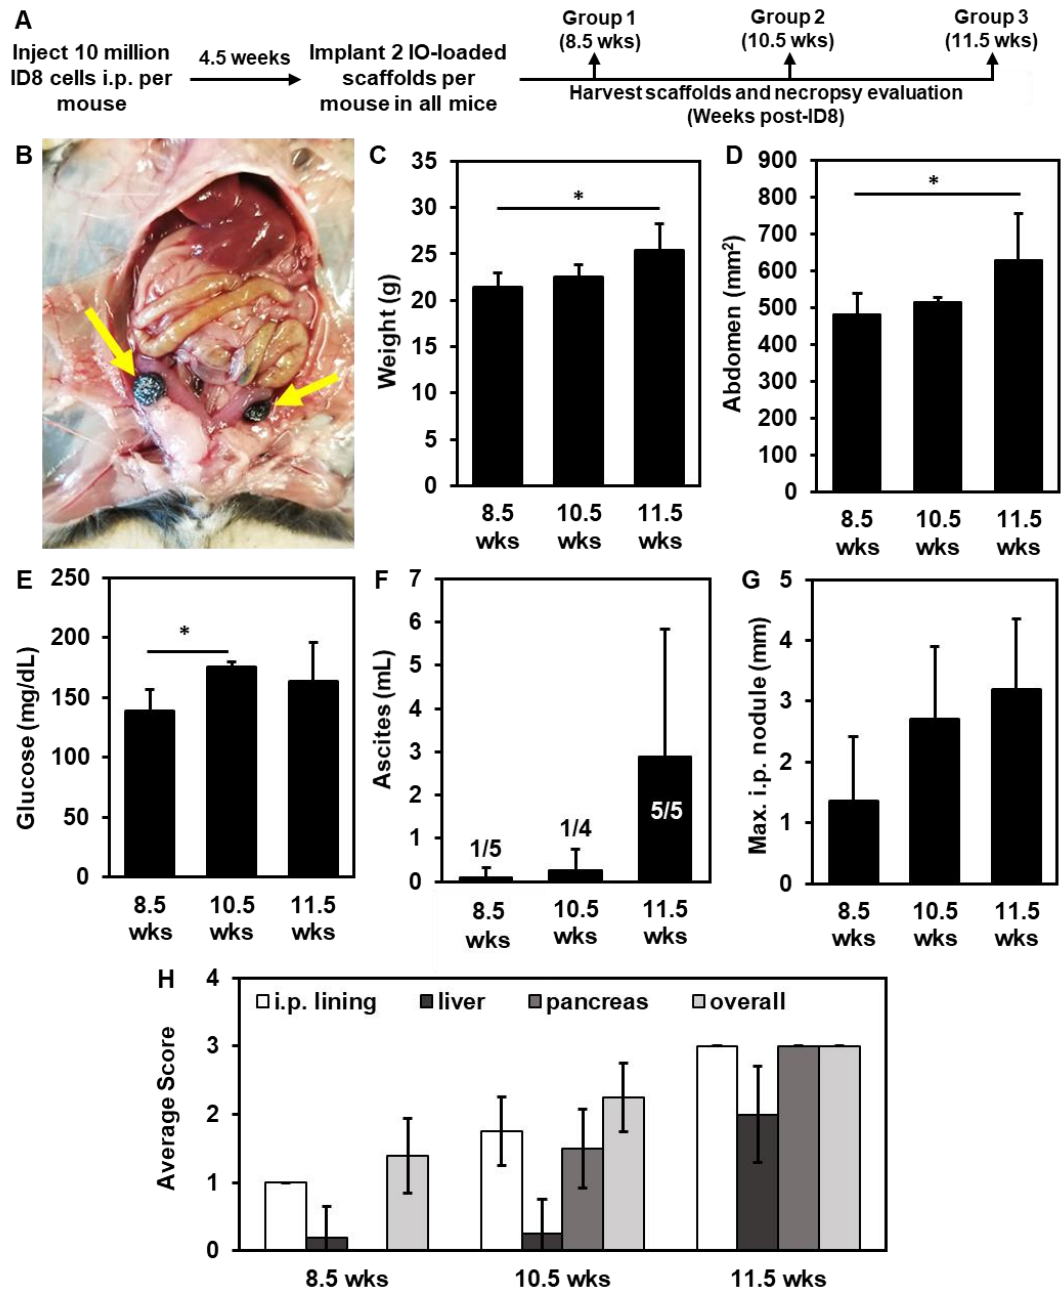 A
Inject 10 million
ID8 cells i.p. per
mouse
4.5 weeks
Implant 2 IO-loaded
scaffolds per
mouse in all mice
Group 1
(8.5 wks)
Group 2
(10.5 wks)
Group 3
(11.5 wks)
Harvest scaffolds and necropsy evaluation
(Weeks post-ID8)
B
C
Weight (g)
35
30
25
20
15
10
5
0
*
8.5
wks
10.5
wks
11.5
wks
D
Abdomen (mm²)
900
800
700
600
500
400
300
200
100
0
*
8.5
wks
10.5
wks
11.5
wks
E
Glucose (mg/dL)
250
200
150
100
50
0
*
8.5
wks
10.5
wks
11.5
wks
F
Ascites (mL)
7
6
5
4
3
2
1
0
1/5
1/4
5/5
8.5
wks
10.5
wks
11.5
wks
G
Max. i.p. nodule (mm)
5
4
3
2
1
0
8.5
wks
10.5
wks
11.5
wks
H
Average Score
4
3
2
1
0
i.p. lining
liver
pancreas
overall
8.5 wks
10.5 wks
11.5 wks